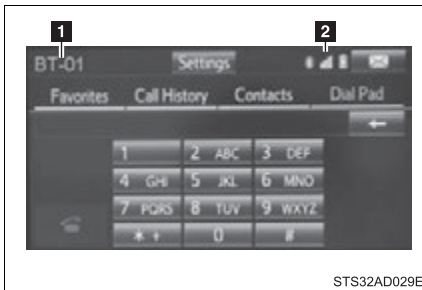 1 2
BT-01 Settings
Favorites Call History Contacts Dial Pad
←
1 2 ABC 3 DEF
4 GHI 5 JKL 6 MNO
7 PQRS 8 TUV 9 WXYZ
* + 0 #
STS32AD029E